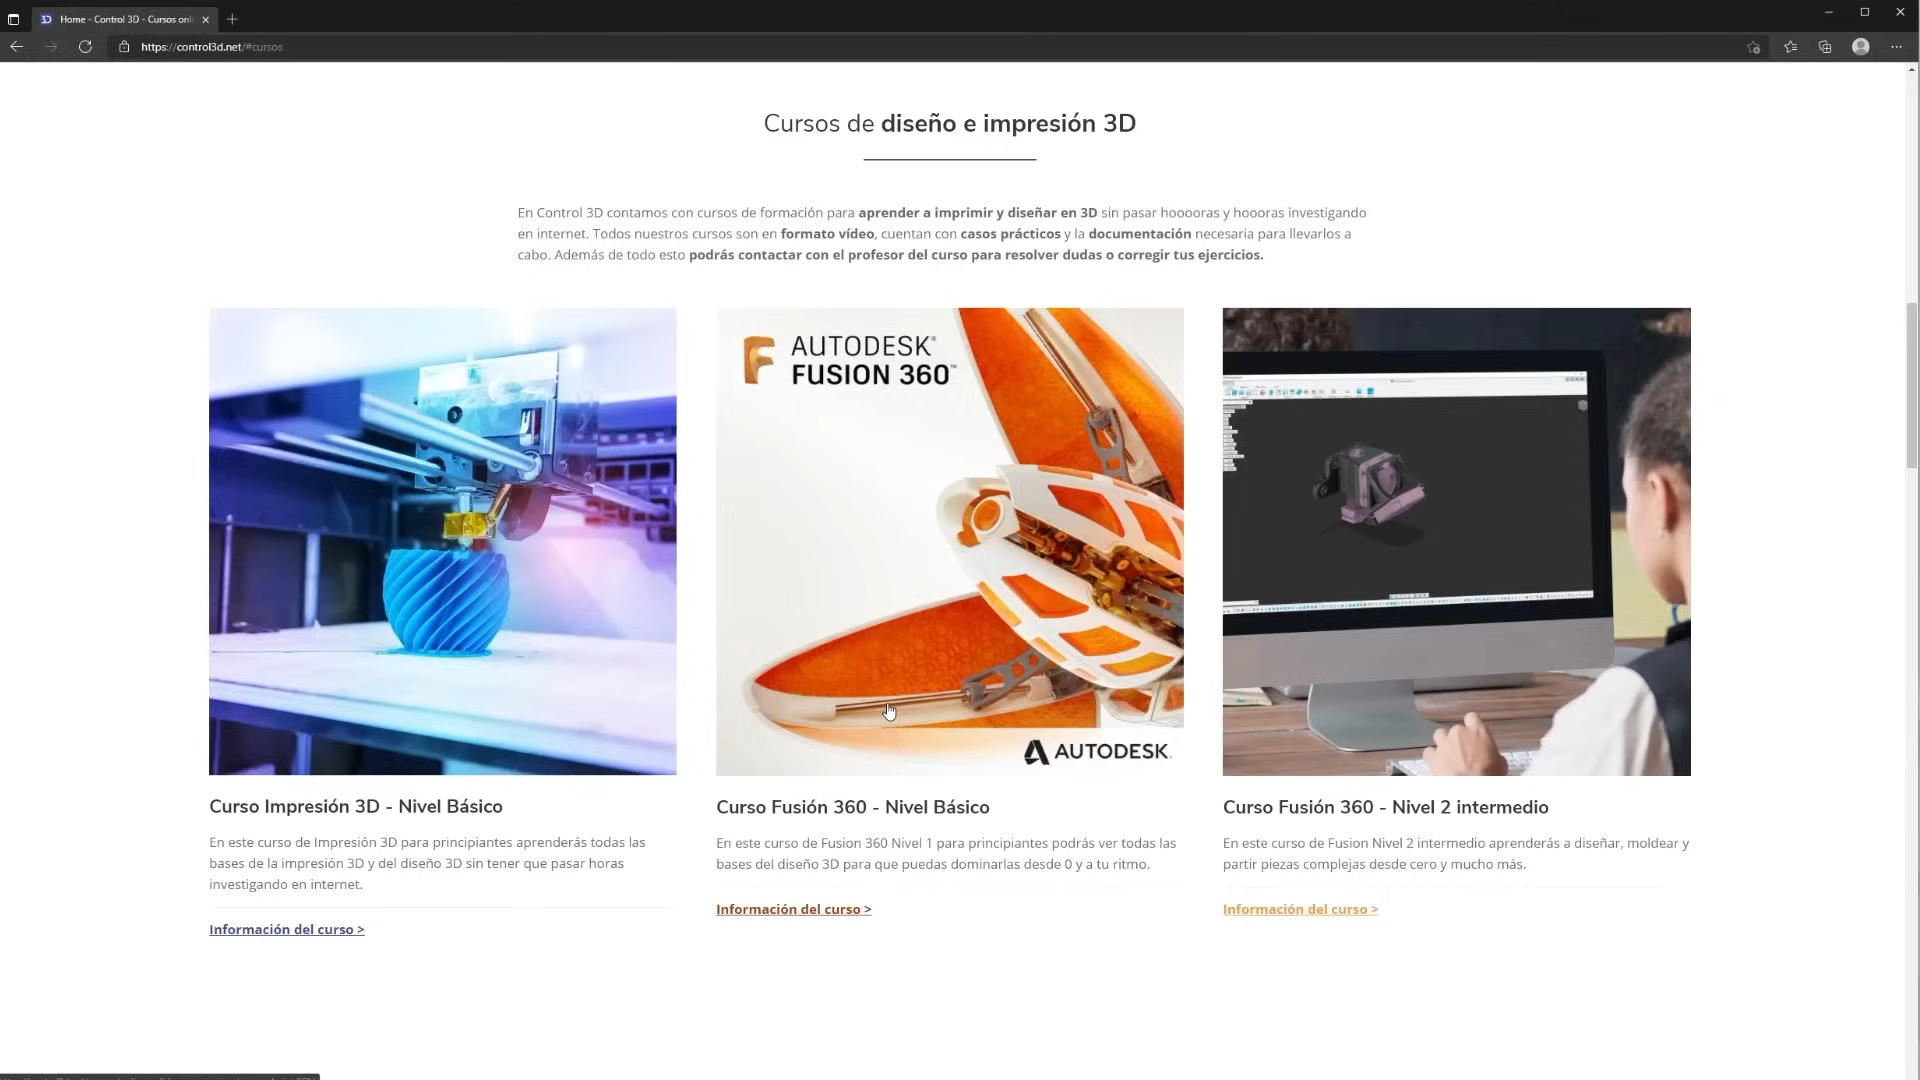 Home - Control 3D - Cursos onl
https://control3d.net/#cursos
Cursos de diseño e impresión 3D
En Control 3D contamos con cursos de formación para aprender a imprimir y diseñar en 3D sin pasar hooooras y hoooras investigando
en internet. Todos nuestros cursos son en formato vídeo, cuentan con casos prácticos y la documentación necesaria para llevarlos a
cabo. Además de todo esto podrás contactar con el profesor del curso para resolver dudas o corregir tus ejercicios.
AUTODESK®
FUSION 360™
AUTODESK.
Curso Impresión 3D - Nivel Básico
En este curso de Impresión 3D para principiantes aprenderás todas las
bases de la impresión 3D y del diseño 3D sin tener que pasar horas
investigando en internet.
Información del curso >
Curso Fusión 360 - Nivel Básico
En este curso de Fusion 360 Nivel 1 para principiantes podrás ver todas las
bases del diseño 3D para que puedas dominarlas desde 0 y a tu ritmo.
Información del curso >
Curso Fusión 360 - Nivel 2 intermedio
En este curso de Fusion Nivel 2 intermedio aprenderás a diseñar, moldear y
partir piezas complejas desde cero y mucho más.
Información del curso >